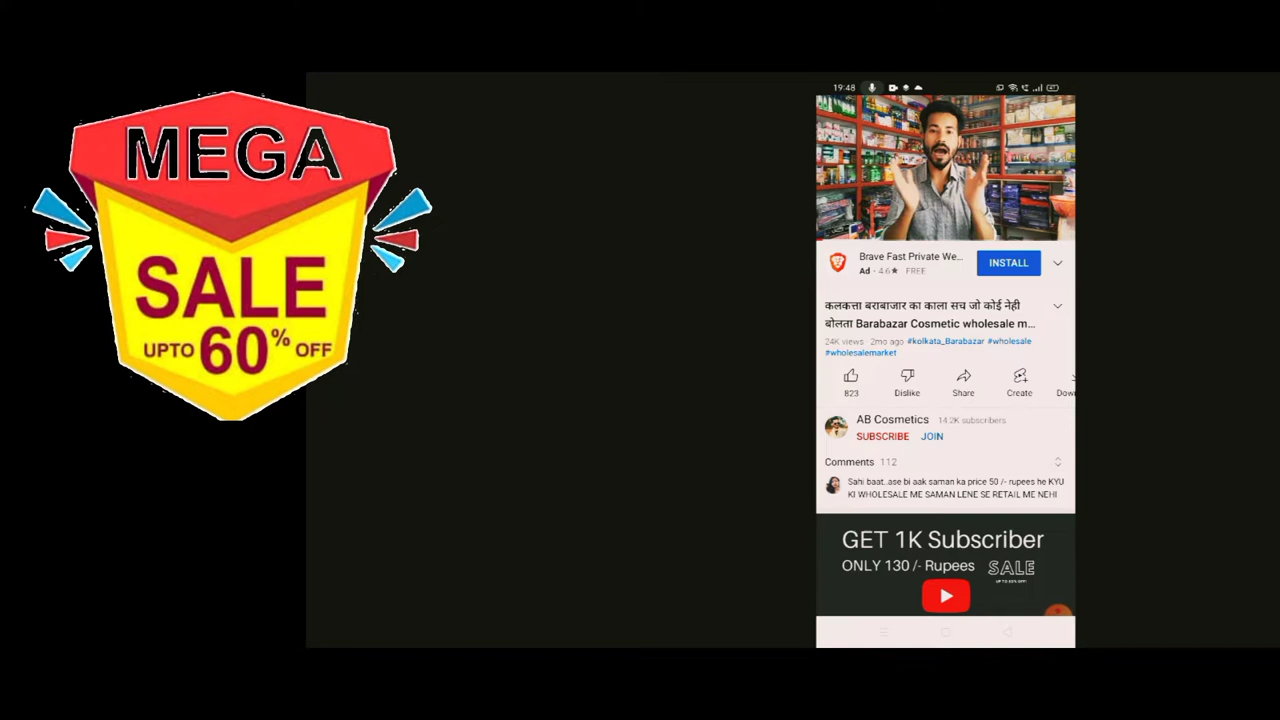 MEGA
SALE
UPTO 60% OFF
19:48
Brave Fast Private We...
INSTALL
Ad · 4.6★ FREE
कलकत्ता बराबाजार का काला सच जो कोई नेही
बोलता Barabazar Cosmetic wholesale m...
24K views · 2mo ago #kolkata_Barabazar #wholesale
#wholesalemarket
823
Dislike
Share
Create
Down
AB Cosmetics 14.2K subscribers
SUBSCRIBE JOIN
Comments 112
Sahi baat..ase bi aak saman ka price 50 /- rupees he KYU
KI WHOLESALE ME SAMAN LENE SE RETAIL ME NEHI
GET 1K Subscriber
ONLY 130 /- Rupees
SALE